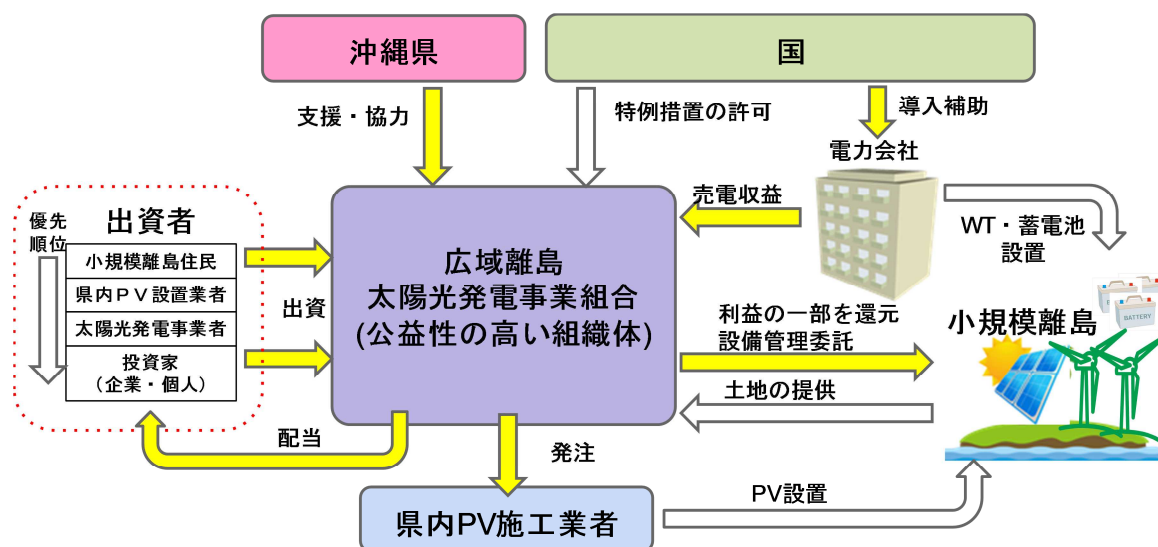 沖縄県
国
支援・協力
特例措置の許可
導入補助
電力会社
売電収益
WT・蓄電池
設置
優先
順位
出資者
小規模離島住民
県内PV設置業者
太陽光発電事業者
投資家
(企業・個人)
出資
広域離島
太陽光発電事業組合
(公益性の高い組織体)
利益の一部を還元
設備管理委託
土地の提供
BATTERY
小規模離島
配当
発注
PV設置
県内PV施工業者